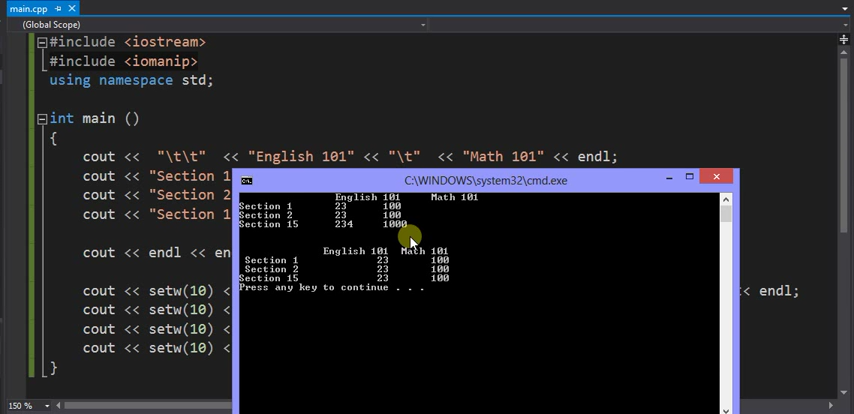 main.cpp
(Global Scope)
#include <iostream>
#include <iomanip>
using namespace std;
int main ()
{
cout << "\t\t" << "English 101" << "\t" << "Math 101" << endl;
cout << "Section 1
cout << "Section 2
cout << "Section 1
cout << endl << en
cout << setw(10) < < endl;
cout << setw(10) <
cout << setw(10) <
cout << setw(10) <
}
C:\WINDOWS\system32\cmd.exe
English 101 Math 101
Section 1 23 100
Section 2 23 100
Section 15 234 1000
English 101 Math 101
Section 1 23 100
Section 2 23 100
Section 15 23 100
Press any key to continue . . .
150 %